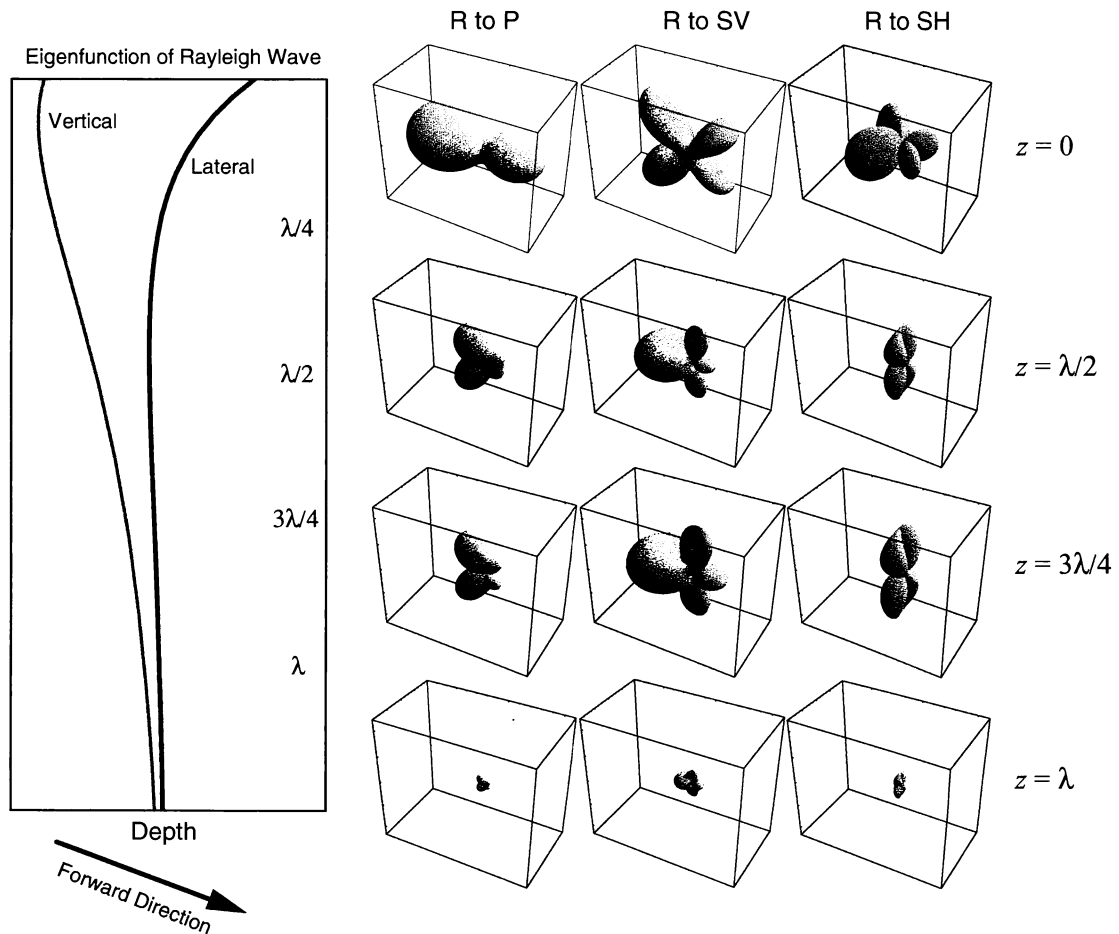 R to P
R to SV
R to SH
Eigenfunction of Rayleigh Wave
Vertical
Lateral
λ/4
λ/2
3λ/4
λ
Depth
Forward Direction
z = 0
z = λ/2
z = 3λ/4
z = λ